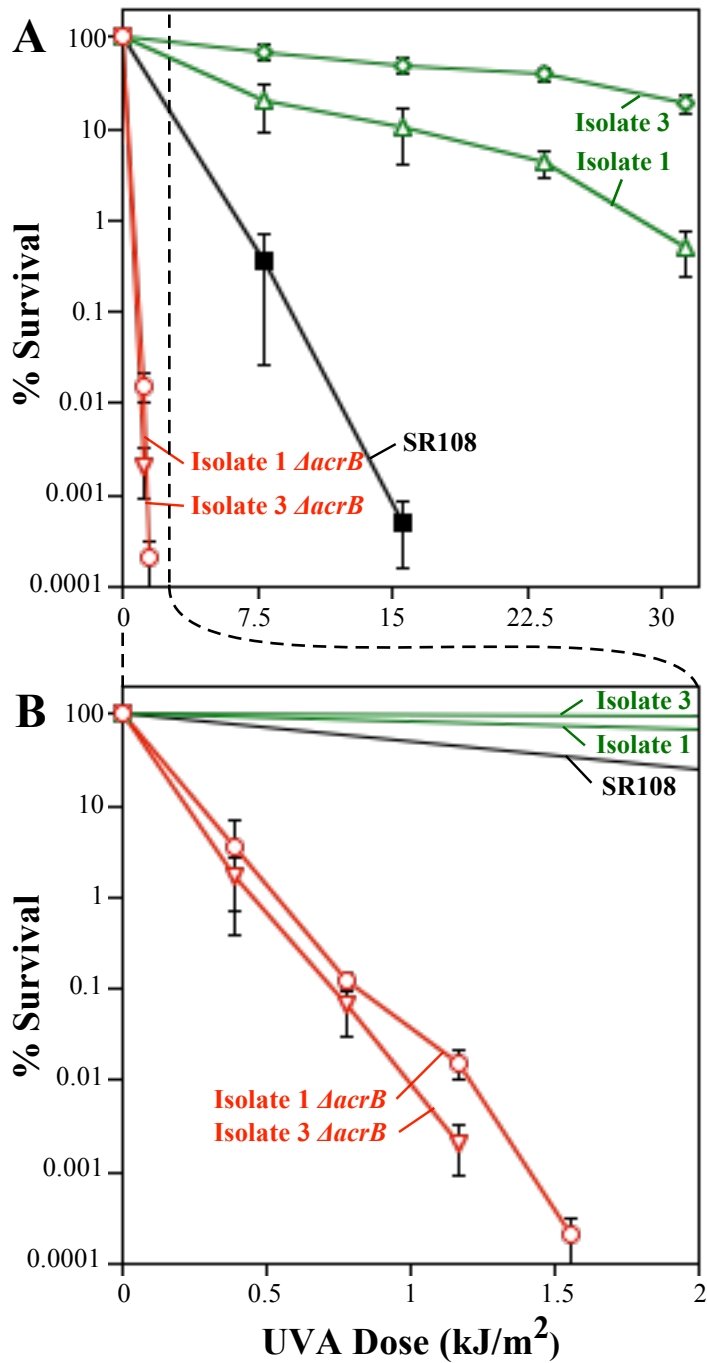 A
% Survival
100
10
1
0.1
0.01
0.001
0.0001
Isolate 3
Isolate 1
SR108
Isolate 1 ΔacrB
Isolate 3 ΔacrB
0 7.5 15 22.5 30
B
% Survival
100
10
1
0.1
0.01
0.001
0.0001
Isolate 3
Isolate 1
SR108
Isolate 1 ΔacrB
Isolate 3 ΔacrB
0 0.5 1 1.5 2
UVA Dose (kJ/m²)